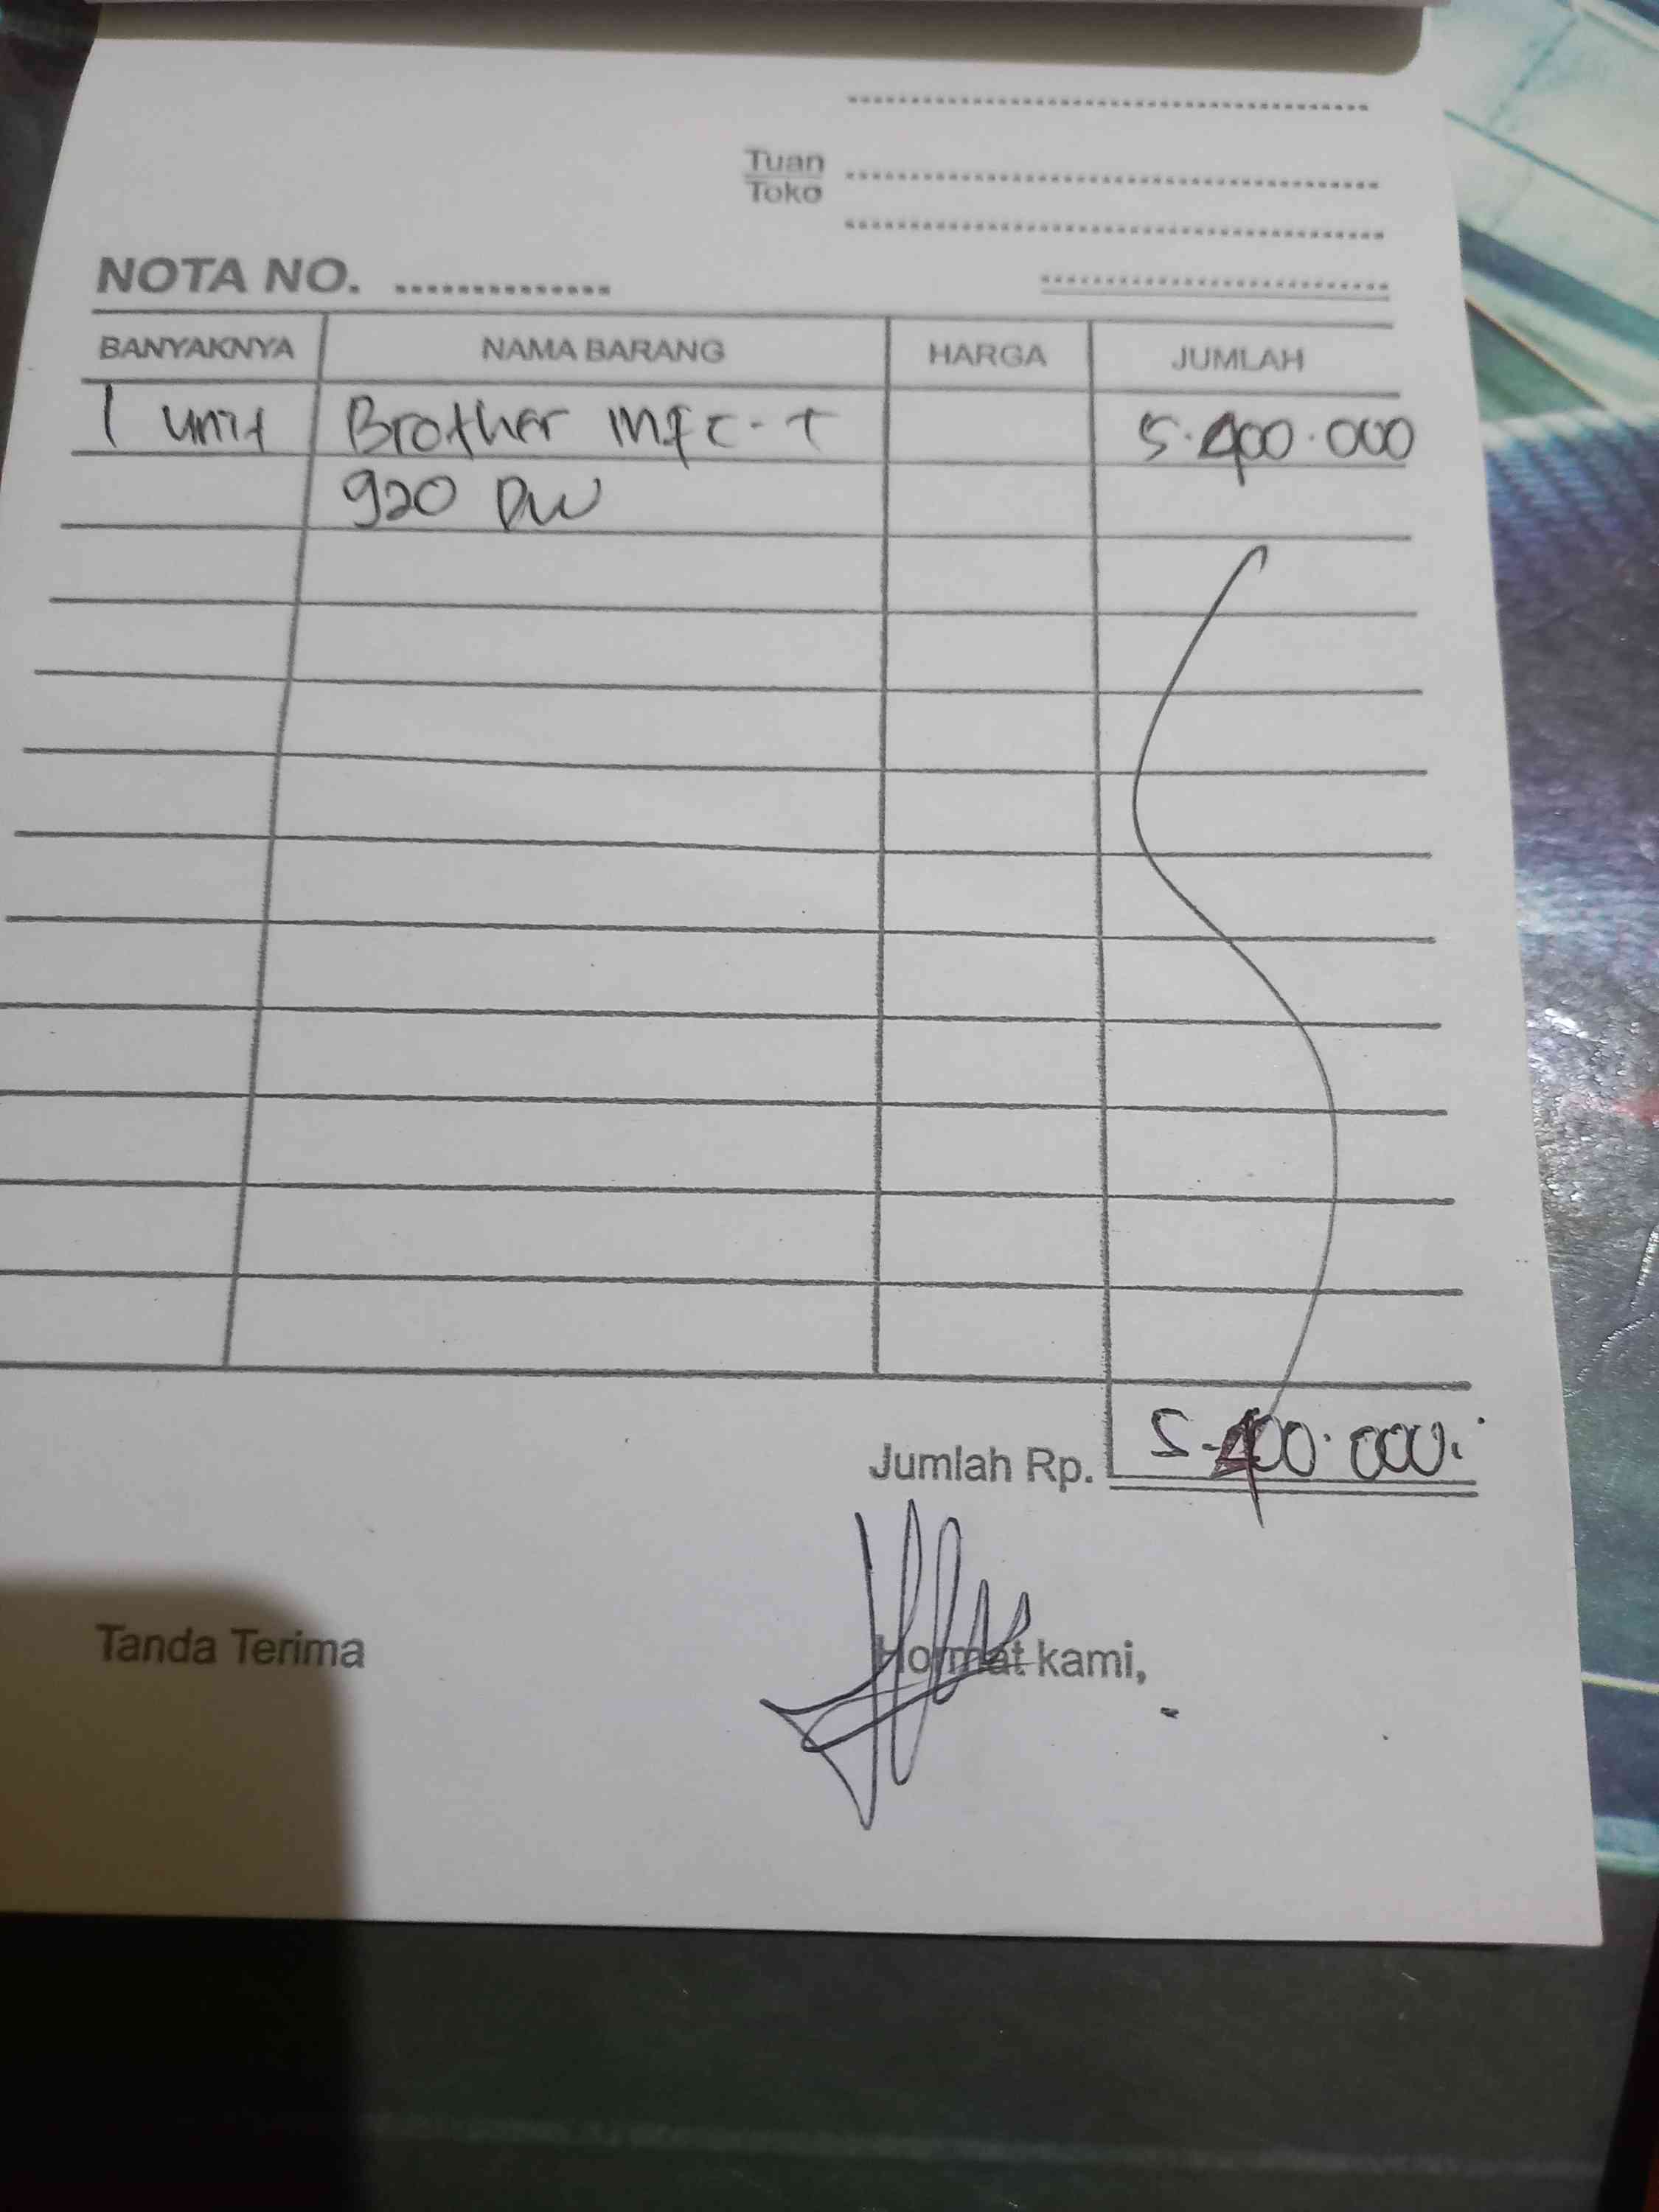 Tuan
Toko
NOTA NO. ...............
BANYAKNYA NAMA BARANG HARGA JUMLAH
1 unit Brother Mfc-T 5.400.000
920 DW
Jumlah Rp. 5.400.000
Tanda Terima Hormat kami,